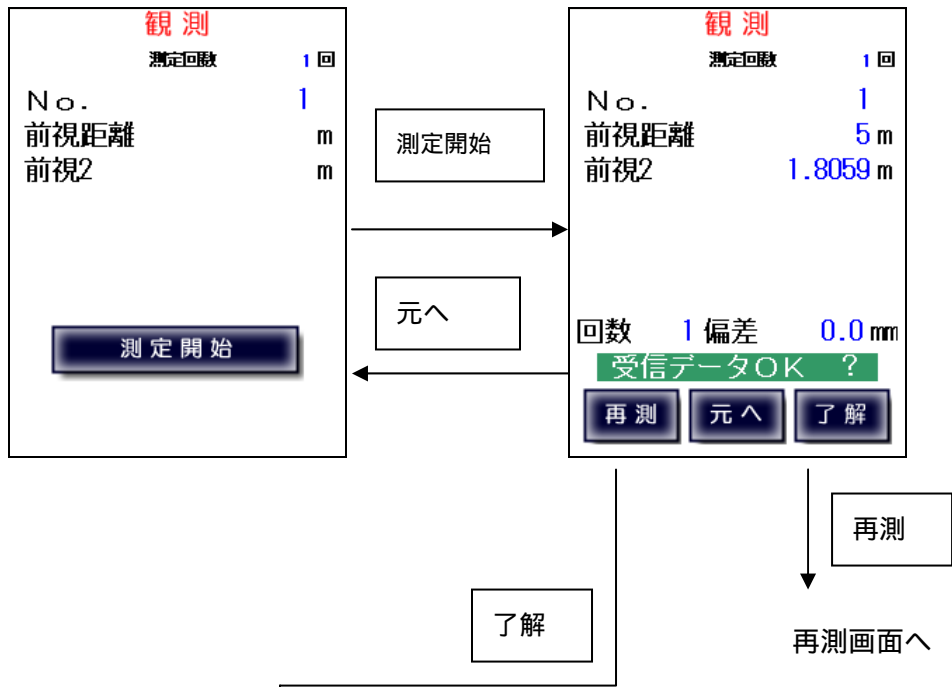 観 測
測定回数 1 回
No. 1
前視距離 m
前視2 m
測 定 開 始
測定開始
元へ
観 測
測定回数 1 回
No. 1
前視距離 5 m
前視2 1.8059 m
回数 1 偏差 0.0 mm
受信データOK ?
再 測 元 へ 了 解
再測
了解
再測画面へ